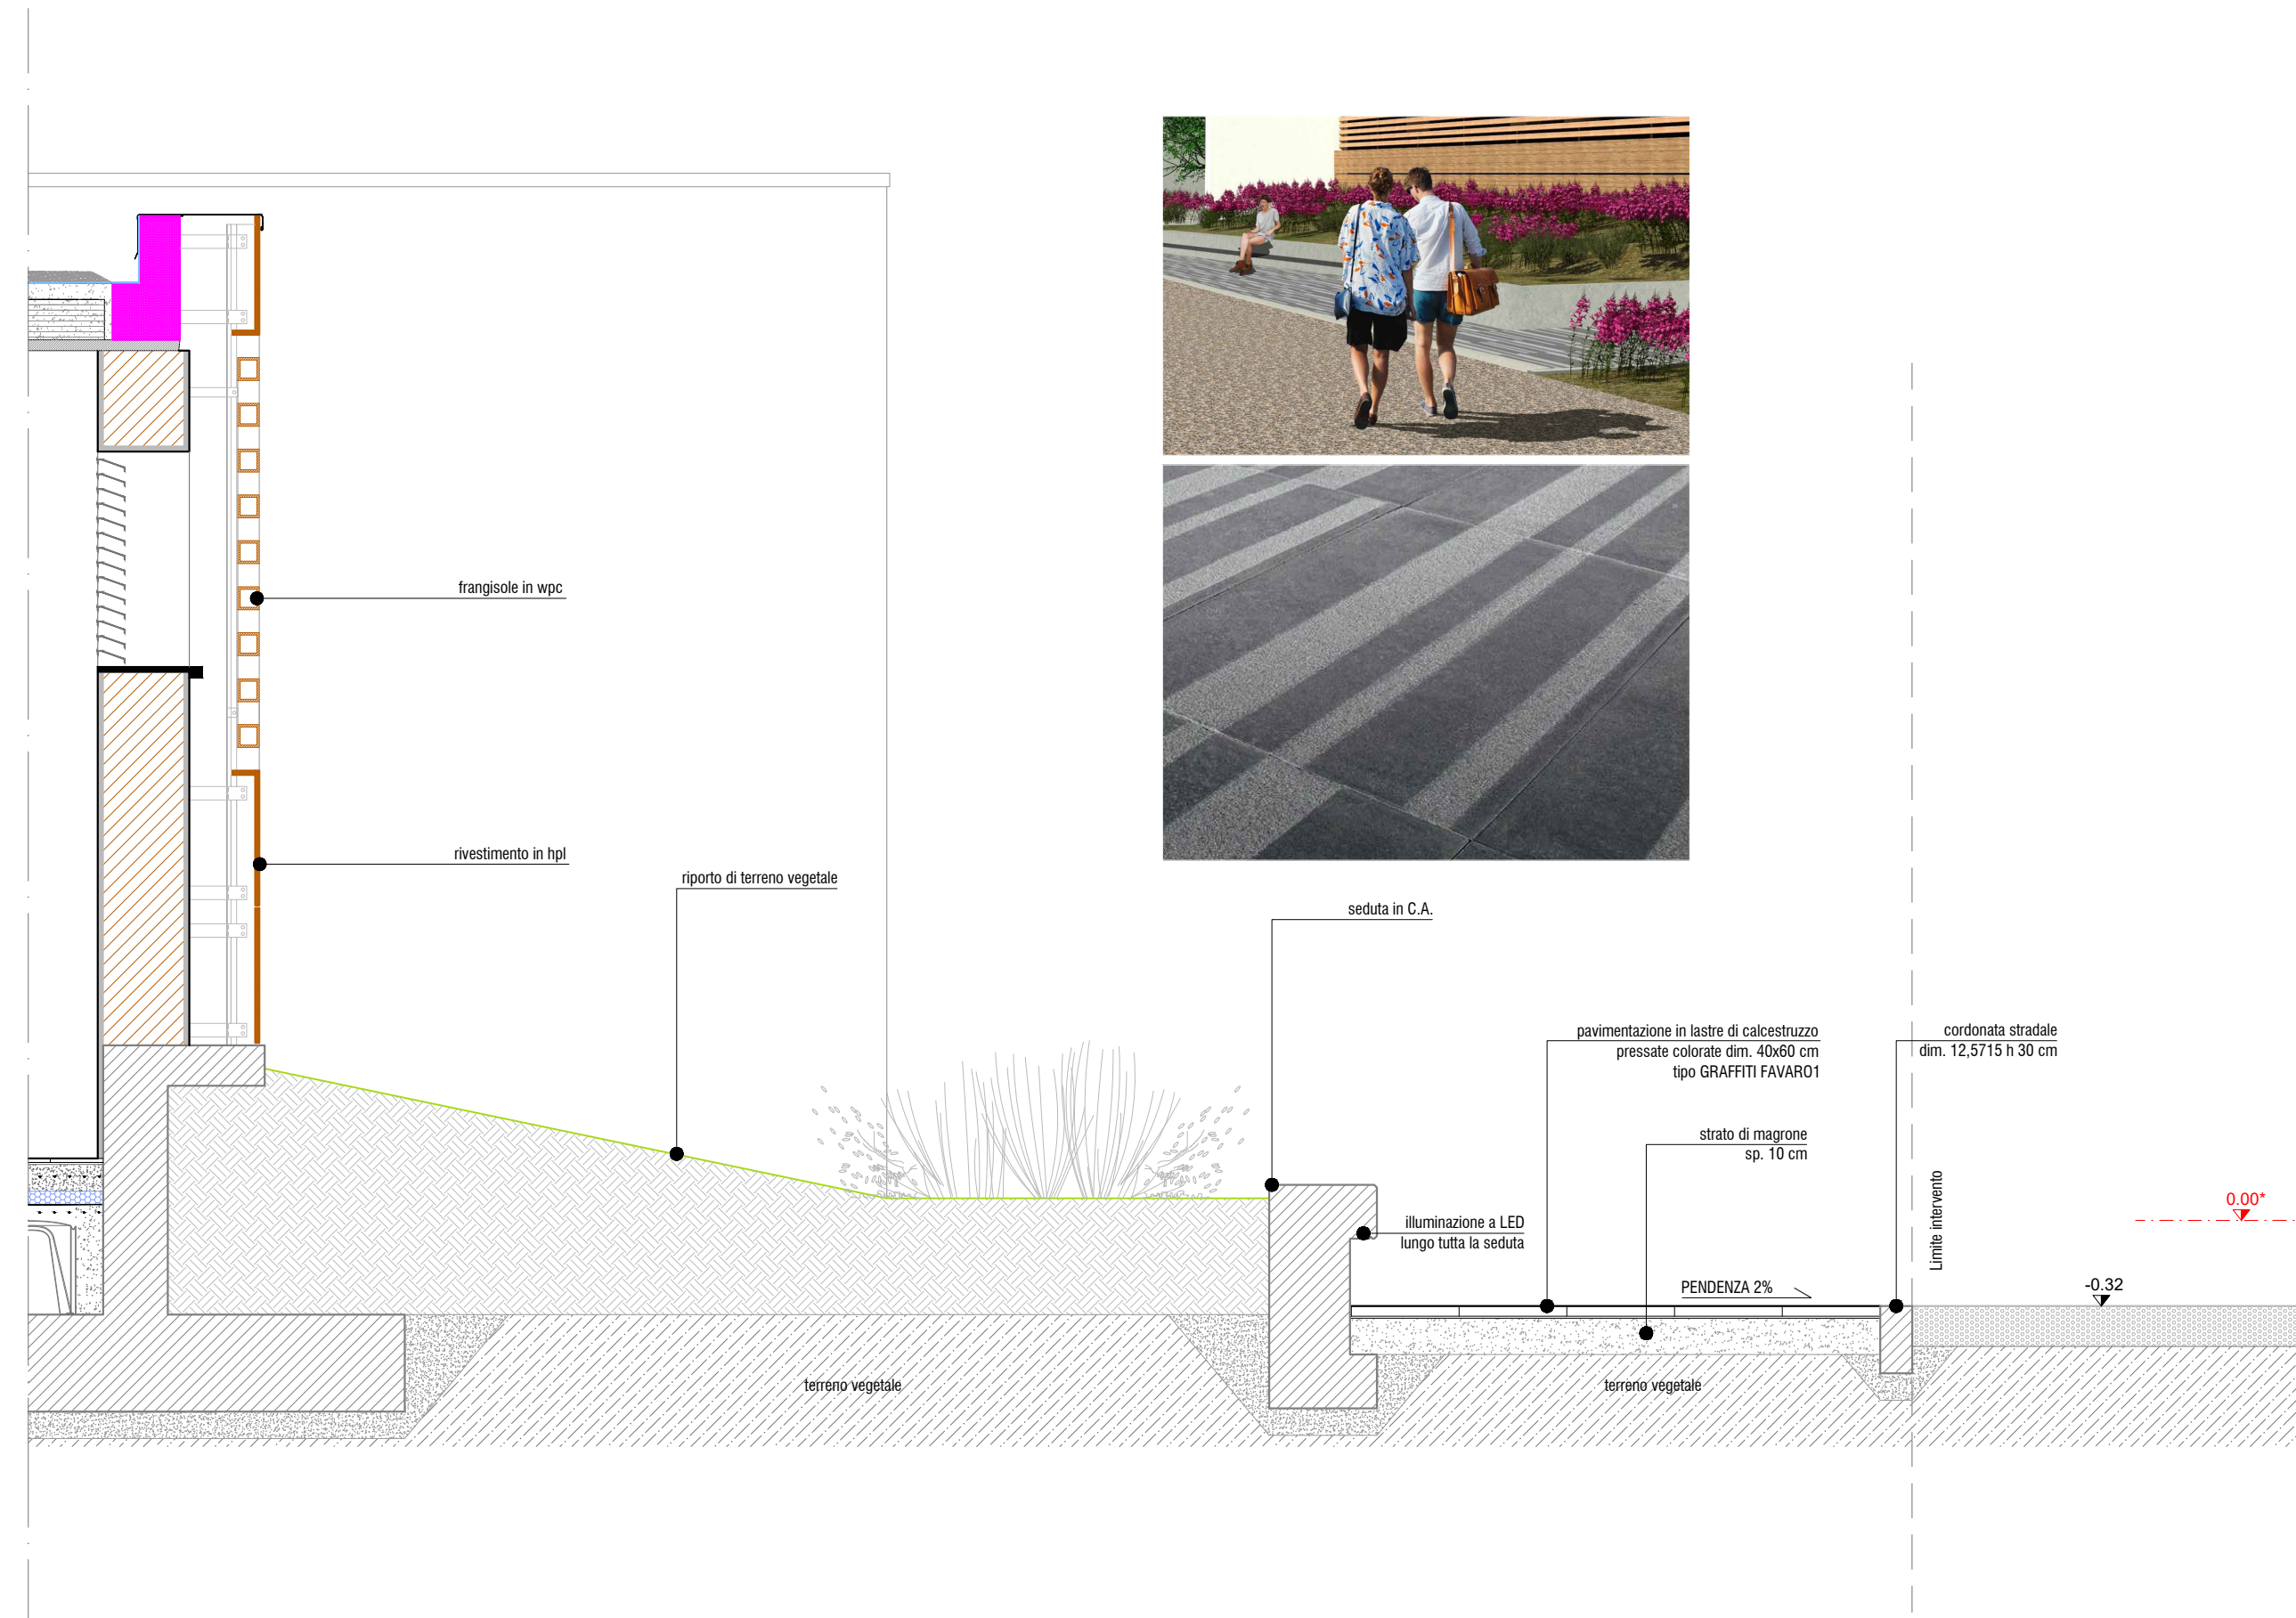 frangisole in wpc
rivestimento in hpl
riporto di terreno vegetale
seduta in C.A.
pavimentazione in lastre di calcestruzzo
pressate colorate dim. 40x60 cm
tipo GRAFFITI FAVARO1
cordonata stradale
dim. 12,5715 h 30 cm
strato di magrone
sp. 10 cm
illuminazione a LED
lungo tutta la seduta
Limite intervento
0.00*
PENDENZA 2%
-0.32
terreno vegetale
terreno vegetale